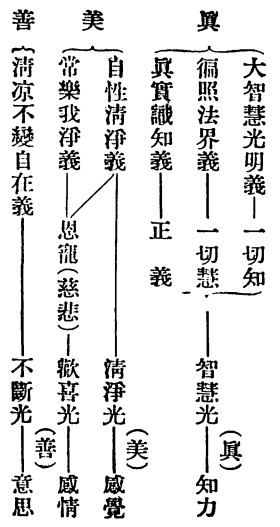 眞 大智慧光明義 一切知
徧照法界義 一切慧 智慧光 (眞) 知力
眞實識知義 正義
美 自性清淨義 清淨光 (美) 感覺
常樂我淨義 恩寵(慈悲) 歡喜光 感情
善 清凉不變自在義 不斷光 (善) 意思